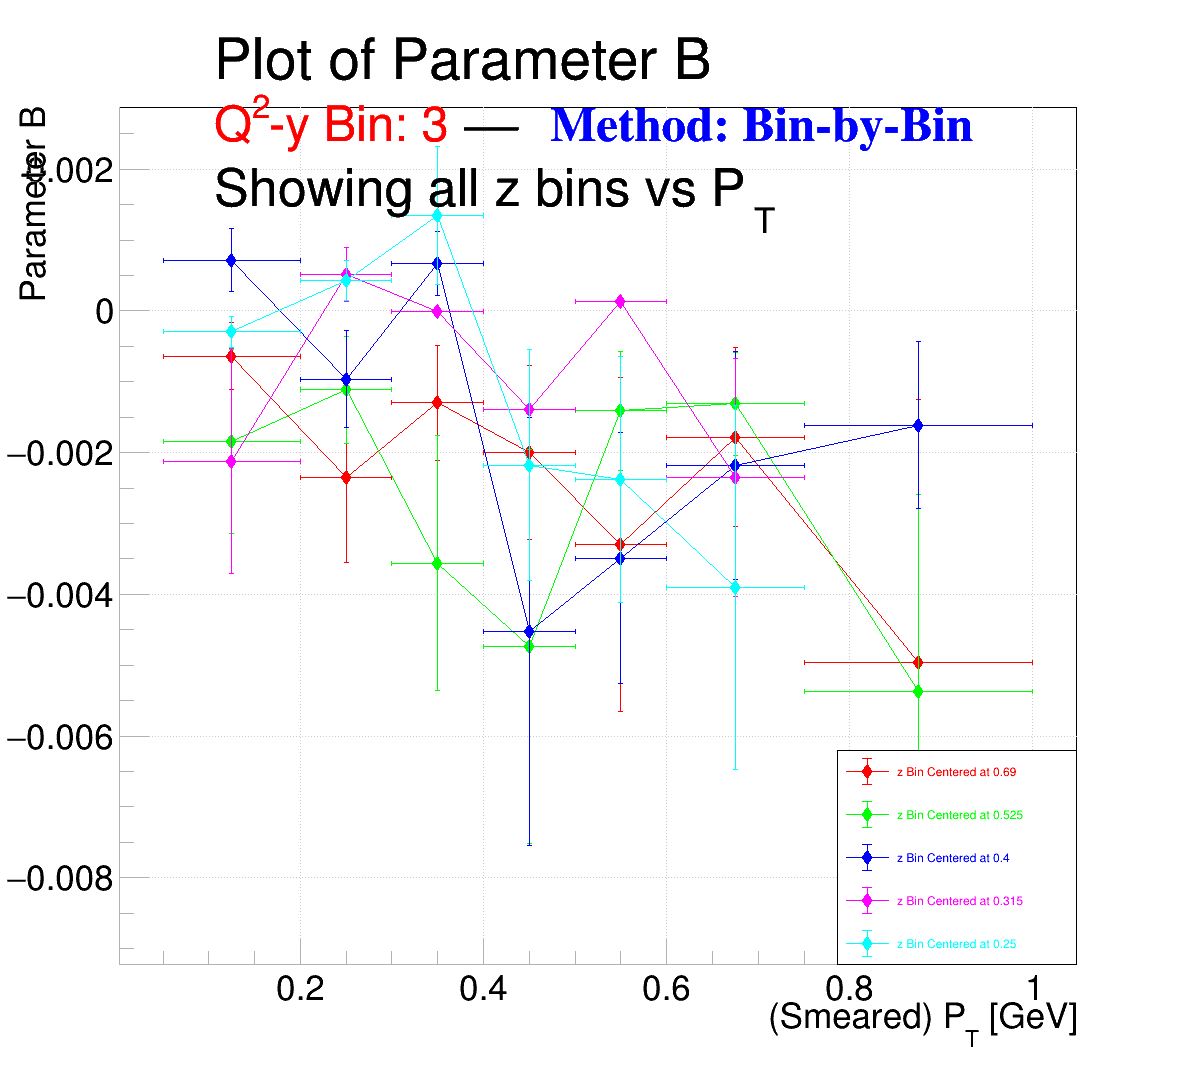 Plot of Parameter B
Q²-y Bin: 3 — Method: Bin-by-Bin
Showing all z bins vs P_T
Parameter B
0.002
0
−0.002
−0.004
−0.006
−0.008
z Bin Centered at 0.69
z Bin Centered at 0.525
z Bin Centered at 0.4
z Bin Centered at 0.315
z Bin Centered at 0.25
0.2 0.4 0.6 0.8 1
(Smeared) P_T [GeV]